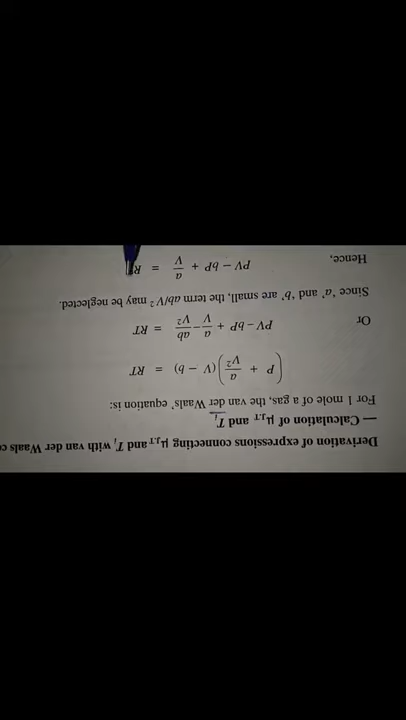 Derivation of expressions connecting μJ.T. and Ti with van der Waals c
— Calculation of μJ.T. and Ti
For 1 mole of a gas, the van der Waals' equation is:
(P + a/V²)(V − b) = RT
Or PV − bP + a/V − ab/V² = RT
Since 'a' and 'b' are small, the term ab/V² may be neglected.
Hence, PV − bP + a/V = RT